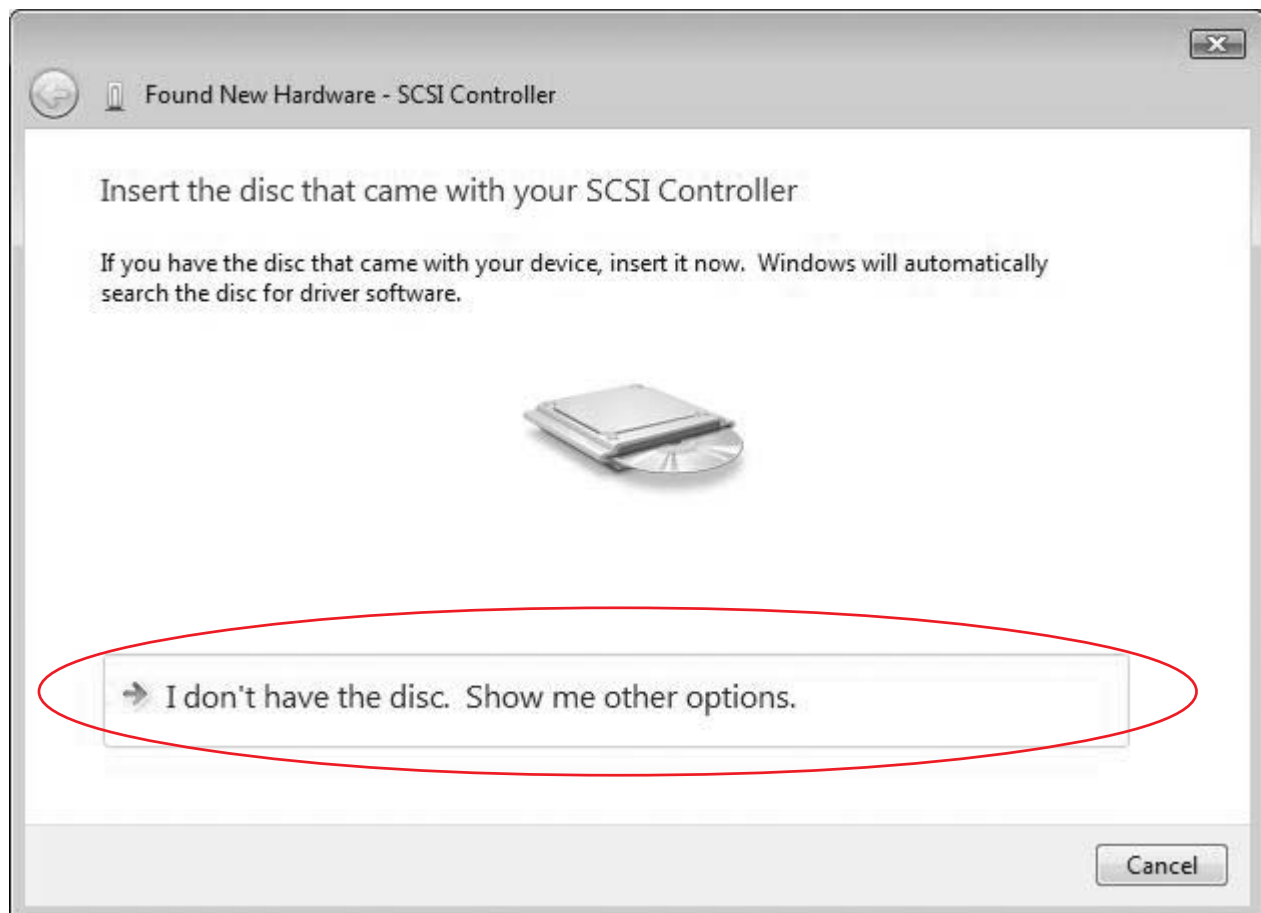 Found New Hardware - SCSI Controller
Insert the disc that came with your SCSI Controller
If you have the disc that came with your device, insert it now.  Windows will automatically
search the disc for driver software.
I don't have the disc.  Show me other options.
Cancel